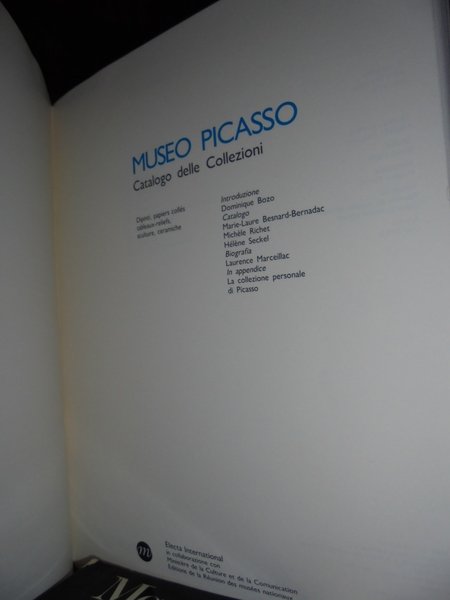 MUSEO PICASSO
Catalogo delle Collezioni
Dipinti, papiers collés
tableaux-reliefs,
sculture, ceramiche
Introduzione
Dominique Bozo
Catalogo
Marie-Laure Besnard-Bernadac
Michèle Richet
Hélène Seckel
Biografia
Laurence Marceillac
In appendice
La collezione personale
di Picasso
m
Electa International
in collaborazione con
Ministère de la Culture et de la Comunication
Editions de la Réunion des musées nationaux